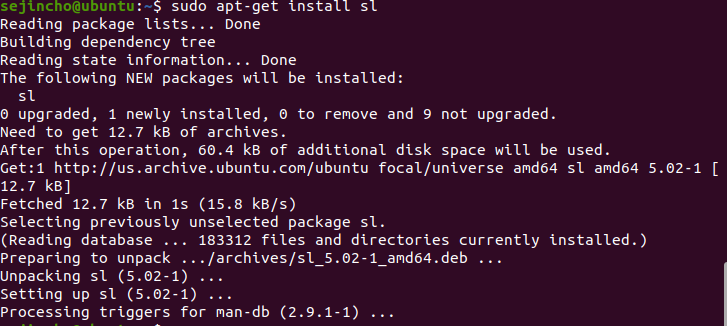 sejincho@ubuntu:~$ sudo apt-get install sl
Reading package lists... Done
Building dependency tree
Reading state information... Done
The following NEW packages will be installed:
  sl
0 upgraded, 1 newly installed, 0 to remove and 9 not upgraded.
Need to get 12.7 kB of archives.
After this operation, 60.4 kB of additional disk space will be used.
Get:1 http://us.archive.ubuntu.com/ubuntu focal/universe amd64 sl amd64 5.02-1 [
12.7 kB]
Fetched 12.7 kB in 1s (15.8 kB/s)
Selecting previously unselected package sl.
(Reading database ... 183312 files and directories currently installed.)
Preparing to unpack .../archives/sl_5.02-1_amd64.deb ...
Unpacking sl (5.02-1) ...
Setting up sl (5.02-1) ...
Processing triggers for man-db (2.9.1-1) ...